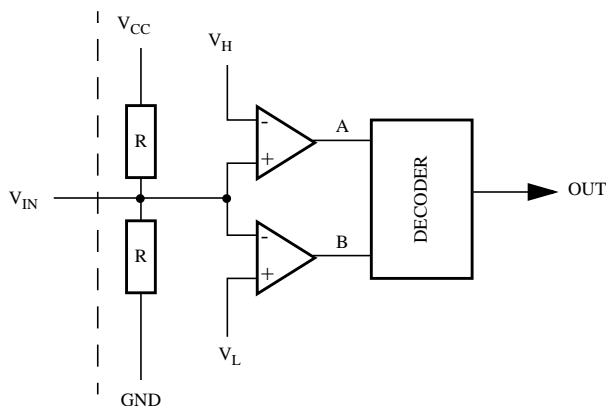 V_CC
V_H
-
A
R
+
DECODER
V_IN
OUT
R
-
B
+
V_L
GND